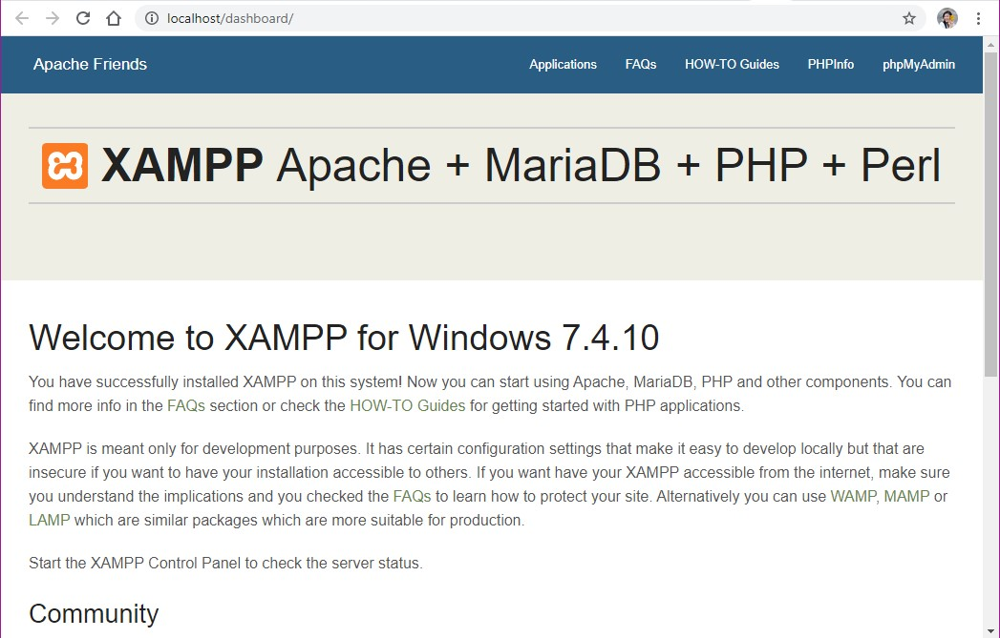 localhost/dashboard/
Apache Friends
Applications FAQs HOW-TO Guides PHPInfo phpMyAdmin
XAMPP Apache + MariaDB + PHP + Perl
Welcome to XAMPP for Windows 7.4.10
You have successfully installed XAMPP on this system! Now you can start using Apache, MariaDB, PHP and other components. You can
find more info in the FAQs section or check the HOW-TO Guides for getting started with PHP applications.
XAMPP is meant only for development purposes. It has certain configuration settings that make it easy to develop locally but that are
insecure if you want to have your installation accessible to others. If you want have your XAMPP accessible from the internet, make sure
you understand the implications and you checked the FAQs to learn how to protect your site. Alternatively you can use WAMP, MAMP or
LAMP which are similar packages which are more suitable for production.
Start the XAMPP Control Panel to check the server status.
Community